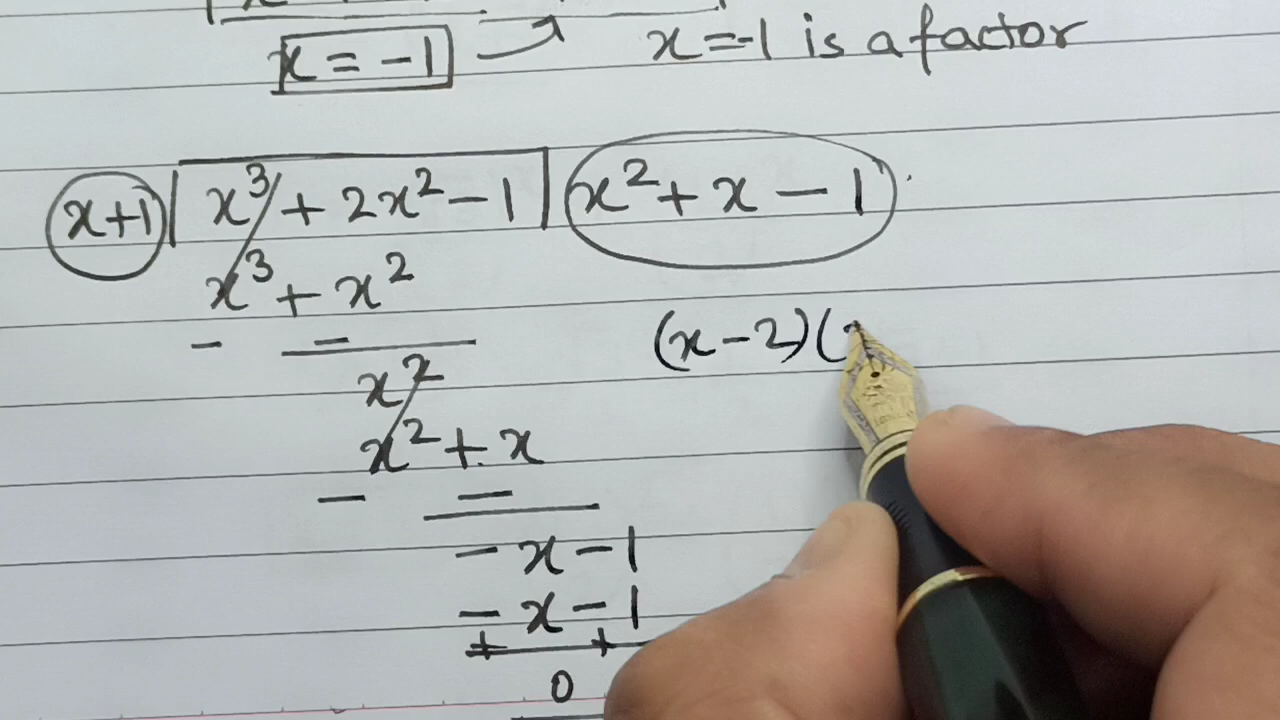 x = -1 x = -1 is a factor
x+1 x³ + 2x² - 1 x² + x - 1
x³ + x²
- -
(x - 2)(
x²
x² + x
- -
- x - 1
- x - 1
+ +
0